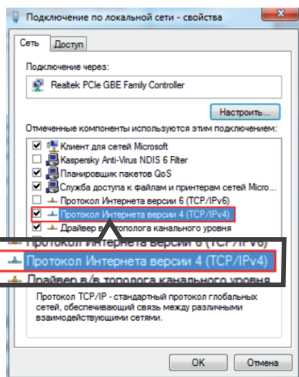 Подключение по локальной сети - свойства
Сеть Доступ
Подключение через:
Realtek PCIe GBE Family Controller
Настроить...
Отмеченные компоненты используются этим подключением:
Клиент для сетей Microsoft
Kaspersky Anti-Virus NDIS 6 Filter
Планировщик пакетов QoS
Служба доступа к файлам и принтерам сетей Micro...
Протокол Интернета версии 6 (TCP/IPv6)
Протокол Интернета версии 4 (TCP/IPv4)
Драйвер в/в тополога канального уровня
Протокол Интернета версии 6 (TCP/IPv6)
Протокол Интернета версии 4 (TCP/IPv4)
Драйвер в/в тополога канального уровня
Протокол TCP/IP - стандартный протокол глобальных
сетей, обеспечивающий связь между различными
взаимодействующими сетями.
ОК Отмена